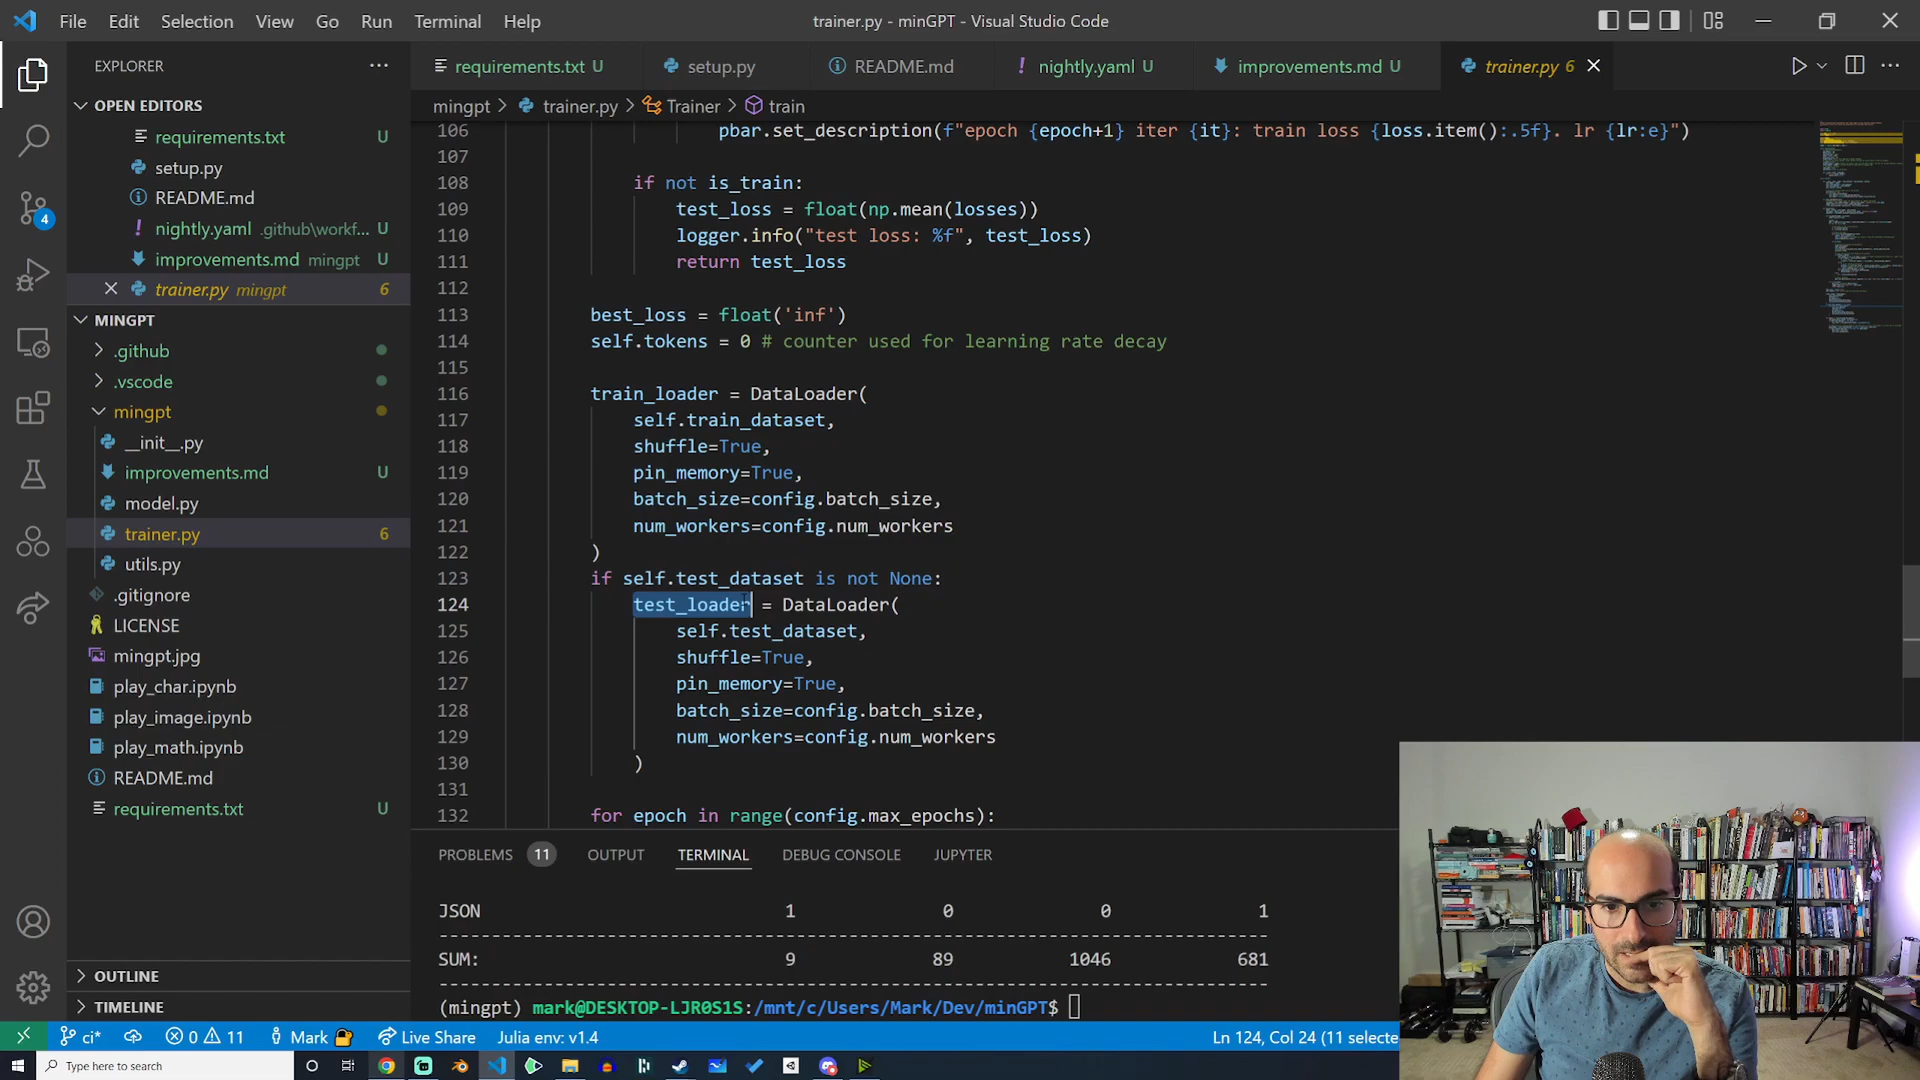 File Edit Selection View Go Run Terminal Help
trainer.py - minGPT - Visual Studio Code
EXPLORER
requirements.txt U
setup.py
README.md
nightly.yaml U
improvements.md U
trainer.py 6
mingpt > trainer.py > Trainer > train
OPEN EDITORS
requirements.txt U
setup.py
README.md
nightly.yaml .github\workf... U
improvements.md mingpt U
trainer.py mingpt 6
MINGPT
.github
.vscode
mingpt
__init__.py
improvements.md U
model.py
trainer.py 6
utils.py
.gitignore
LICENSE
mingpt.jpg
play_char.ipynb
play_image.ipynb
play_math.ipynb
README.md
requirements.txt U
OUTLINE
TIMELINE
4
106 pbar.set_description(f"epoch {epoch+1} iter {it}: train loss {loss.item():.5f}. lr {lr:e}")
107
108 if not is_train:
109 test_loss = float(np.mean(losses))
110 logger.info("test loss: %f", test_loss)
111 return test_loss
112
113 best_loss = float('inf')
114 self.tokens = 0 # counter used for learning rate decay
115
116 train_loader = DataLoader(
117 self.train_dataset,
118 shuffle=True,
119 pin_memory=True,
120 batch_size=config.batch_size,
121 num_workers=config.num_workers
122 )
123 if self.test_dataset is not None:
124 test_loader = DataLoader(
125 self.test_dataset,
126 shuffle=True,
127 pin_memory=True,
128 batch_size=config.batch_size,
129 num_workers=config.num_workers
130 )
131
132 for epoch in range(config.max_epochs):
PROBLEMS 11 OUTPUT TERMINAL DEBUG CONSOLE JUPYTER
JSON 1 0 0 1
-------------------------------------------------------------------------------
SUM: 9 89 1046 681
-------------------------------------------------------------------------------
(mingpt) mark@DESKTOP-LJR0S1S:/mnt/c/Users/Mark/Dev/minGPT$
ci* 0 11 Mark Live Share Julia env: v1.4 Ln 124, Col 24 (11 selecte
Type here to search